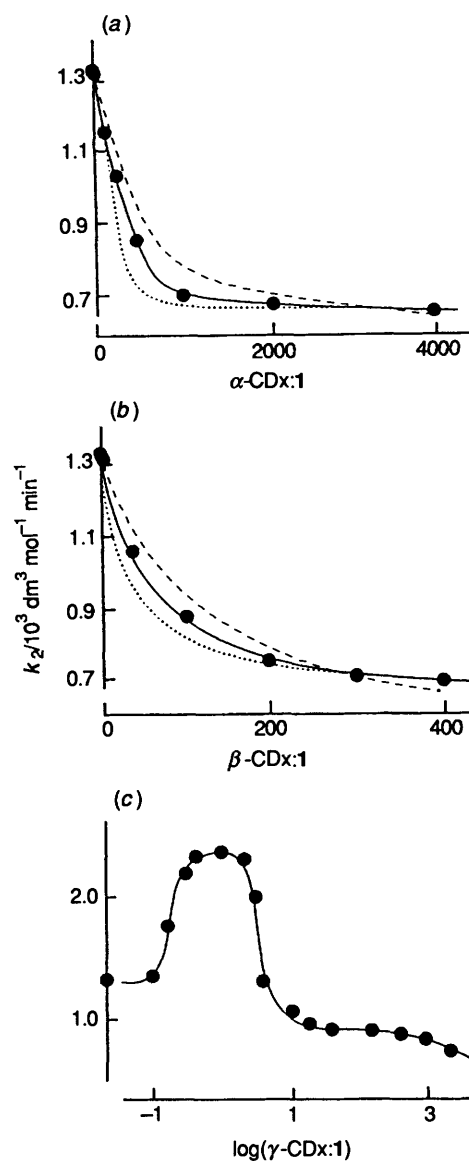 (a)
1.3
1.1
0.9
0.7
0 2000 4000
α-CDx:1
(b)
k2/10³ dm³ mol⁻¹ min⁻¹
1.3
1.1
0.9
0.7
0 200 400
β-CDx:1
(c)
2.0
1.0
−1 1 3
log(γ-CDx:1)